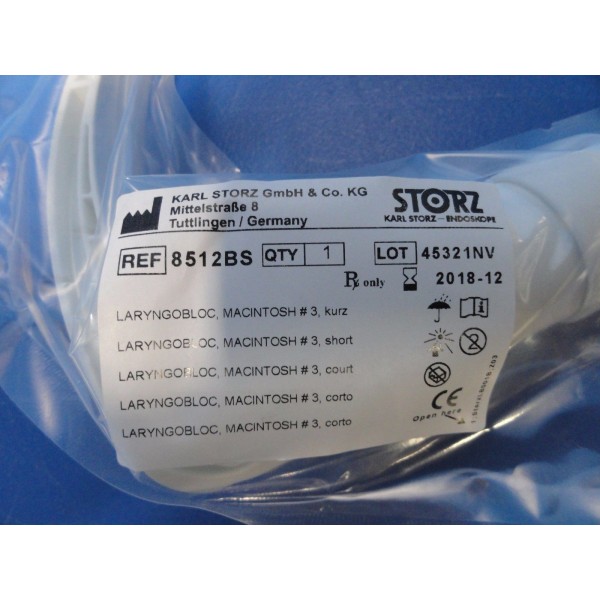 KARL STORZ GmbH & Co. KG
Mittelstraße 8
Tuttlingen / Germany
STORZ
KARL STORZ—ENDOSKOPE
REF 8512BS QTY 1 LOT 45321NV
Rx only 2018-12
LARYNGOBLOC, MACINTOSH # 3, kurz
LARYNGOBLOC, MACINTOSH # 3, short
LARYNGOBLOC, MACINTOSH # 3, court
LARYNGOBLOC, MACINTOSH # 3, corto
LARYNGOBLOC, MACINTOSH # 3, corto
CE
Open here